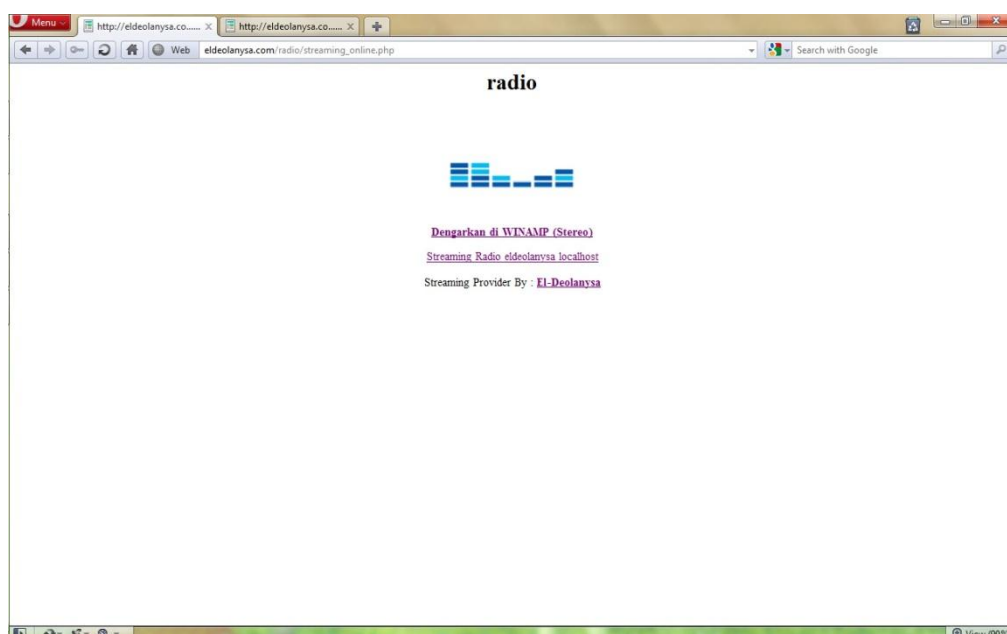 Menu
http://eldeolanysa.co......
http://eldeolanysa.co......
Web
eldeolanysa.com/radio/streaming_online.php
Search with Google
radio
Dengarkan di WINAMP (Stereo)
Streaming Radio eldeolanysa localhost
Streaming Provider By : El-Deolanysa
View